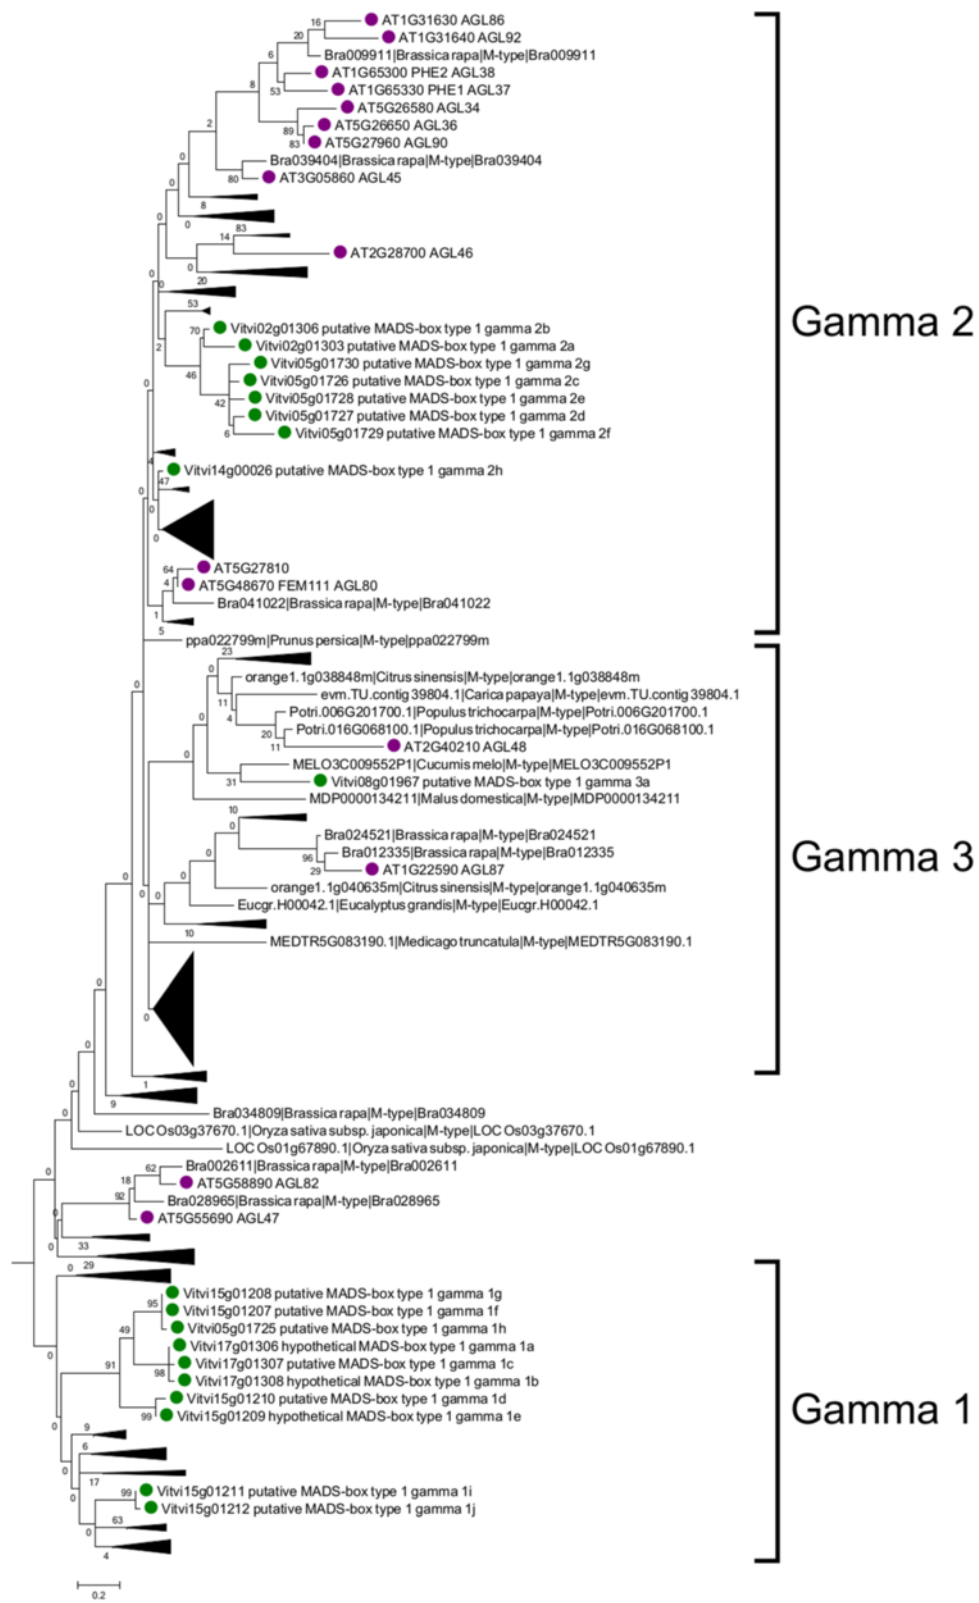 16
AT1G31630 AGL86
20
AT1G31640 AGL92
6
Bra009911|Brassica rapa|M-type|Bra009911
AT1G65300 PHE2 AGL38
8
53
AT1G65330 PHE1 AGL37
AT5G26580 AGL34
2
89
AT5G26650 AGL36
83
AT5G27960 AGL90
0
Bra039404|Brassica rapa|M-type|Bra039404
80
AT3G05860 AGL45
0
8
0
0
83
14
AT2G28700 AGL46
0
20
0
0
53
Gamma 2
70
Vitvi02g01306 putative MADS-box type 1 gamma 2b
2
Vitvi02g01303 putative MADS-box type 1 gamma 2a
Vitvi05g01730 putative MADS-box type 1 gamma 2g
46
Vitvi05g01726 putative MADS-box type 1 gamma 2c
0
Vitvi05g01728 putative MADS-box type 1 gamma 2e
42
Vitvi05g01727 putative MADS-box type 1 gamma 2d
6
Vitvi05g01729 putative MADS-box type 1 gamma 2f
4
Vitvi14g00026 putative MADS-box type 1 gamma 2h
47
0
0
0
0
64
AT5G27810
4
AT5G48670 FEM111 AGL80
Bra041022|Brassica rapa|M-type|Bra041022
1
5
ppa022799m|Prunus persica|M-type|ppa022799m
23
0
orange1.1g038848m|Citrus sinensis|M-type|orange1.1g038848m
0
evm.TU.contig 39804.1|Carica papaya|M-type|evm.TU.contig 39804.1
11
4
Potri.006G201700.1|Populus trichocarpa|M-type|Potri.006G201700.1
0
Potri.016G068100.1|Populus trichocarpa|M-type|Potri.016G068100.1
20
11
AT2G40210 AGL48
MELO3C009552P1|Cucumis melo|M-type|MELO3C009552P1
31
Vitvi08g01967 putative MADS-box type 1 gamma 3a
MDP0000134211|Malus domestica|M-type|MDP0000134211
10
0
Bra024521|Brassica rapa|M-type|Bra024521
0
Bra012335|Brassica rapa|M-type|Bra012335
96
29
AT1G22590 AGL87
Gamma 3
0
0
0
orange1.1g040635m|Citrus sinensis|M-type|orange1.1g040635m
0
Eucgr.H00042.1|Eucalyptus grandis|M-type|Eucgr.H00042.1
10
MEDTR5G083190.1|Medicago truncatula|M-type|MEDTR5G083190.1
0
0
0
1
9
0
Bra034809|Brassica rapa|M-type|Bra034809
0
LOC Os03g37670.1|Oryza sativa subsp. japonica|M-type|LOC Os03g37670.1
LOC Os01g67890.1|Oryza sativa subsp. japonica|M-type|LOC Os01g67890.1
0
62
Bra002611|Brassica rapa|M-type|Bra002611
18
AT5G58890 AGL82
92
Bra028965|Brassica rapa|M-type|Bra028965
0
AT5G55690 AGL47
0
33
29
0
Vitvi15g01208 putative MADS-box type 1 gamma 1g
95
Vitvi15g01207 putative MADS-box type 1 gamma 1f
49
Vitvi05g01725 putative MADS-box type 1 gamma 1h
0
Vitvi17g01306 hypothetical MADS-box type 1 gamma 1a
91
Vitvi17g01307 putative MADS-box type 1 gamma 1c
98
Vitvi17g01308 hypothetical MADS-box type 1 gamma 1b
Vitvi15g01210 putative MADS-box type 1 gamma 1d
99
Vitvi15g01209 hypothetical MADS-box type 1 gamma 1e
Gamma 1
0
9
6
0
17
0
99
Vitvi15g01211 putative MADS-box type 1 gamma 1i
Vitvi15g01212 putative MADS-box type 1 gamma 1j
63
0
4
0.2